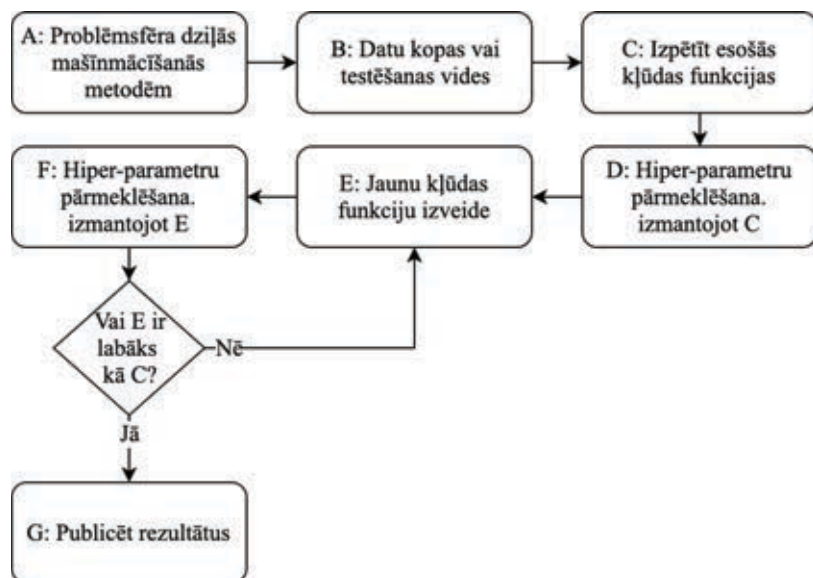 A: Problēmsfēra dziļās
mašīnmācīšanās
metodēm
B: Datu kopas vai
testēšanas vides
C: Izpētīt esošās
kļūdas funkcijas
D: Hiper-parametru
pārmeklēšana.
izmantojot C
E: Jaunu kļūdas
funkciju izveide
F: Hiper-parametru
pārmeklēšana.
izmantojot E
Vai E ir
labāks
kā C?
Nē
Jā
G: Publicēt rezultātus